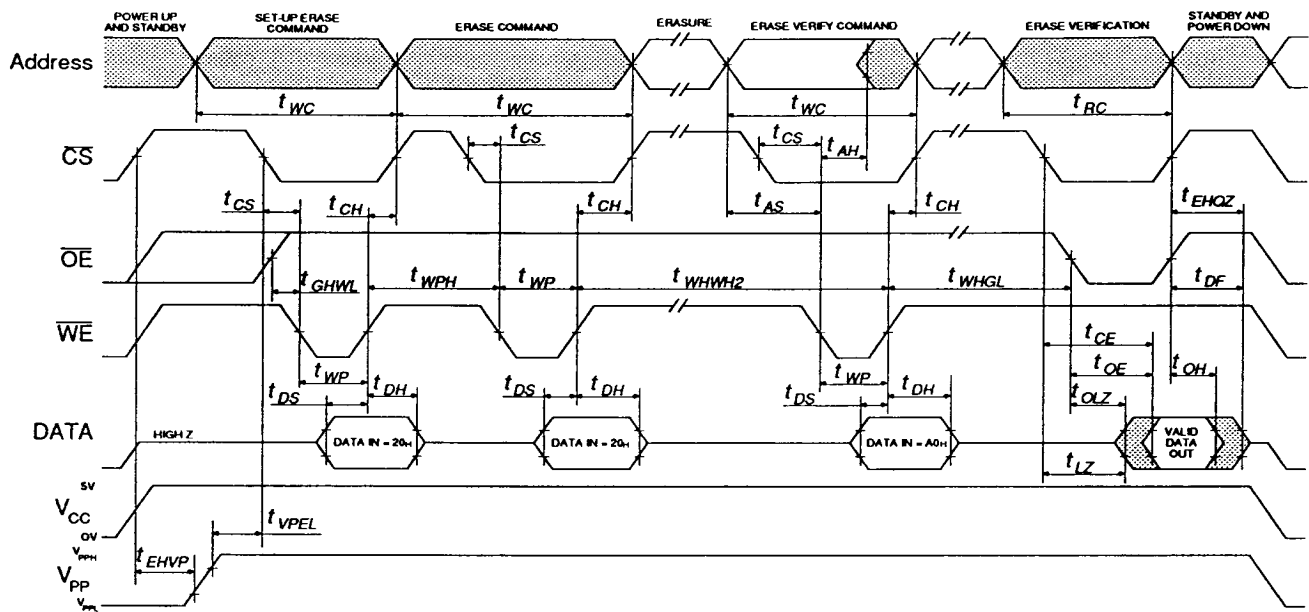 POWER UP
AND STANDBY
SET-UP ERASE
COMMAND
ERASE COMMAND
ERASURE
ERASE VERIFY COMMAND
ERASE VERIFICATION
STANDBY AND
POWER DOWN
Address
tWC
tWC
tWC
tRC
CS
tCS
tCS
tAH
tCS
tCH
tCH
tAS
tCH
tEHQZ
OE
tGHWL
tWPH
tWP
tWHWH2
tWHGL
tDF
WE
tCE
tWP
tDH
tDS
tDS
tDH
tWP
tDH
tDS
tOE
tOH
tOLZ
DATA
HIGH Z
DATA IN = 20H
DATA IN = 20H
DATA IN = A0H
VALID
DATA
OUT
tLZ
5V
VCC
0V
tVPEL
tEHVP
VPPH
VPP
VPPL